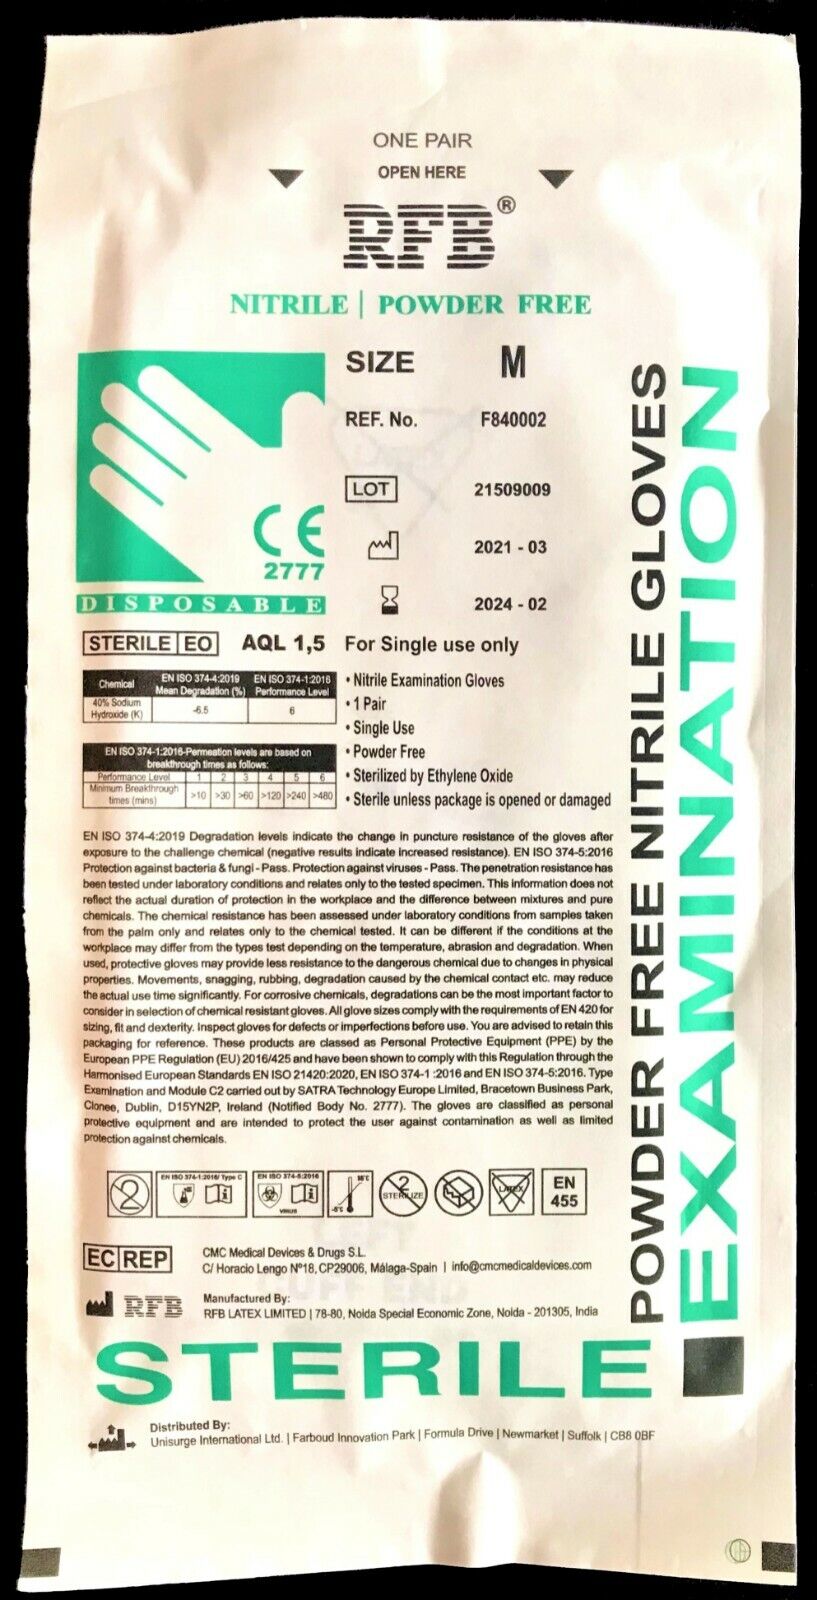 ONE PAIR
OPEN HERE
RFB®
NITRILE | POWDER FREE
SIZE M
REF. No. F840002
LOT 21509009
2021 - 03
2024 - 02
CE
2777
DISPOSABLE
STERILE EO AQL 1,5 For Single use only
Chemical EN ISO 374-4:2019 Mean Degradation (%) EN ISO 374-1:2016 Performance Level
40% Sodium Hydroxide (K) -6.5 6
EN ISO 374-1:2016-Permeation levels are based on
breakthrough times as follows:
Performance Level 1 2 3 4 5 6
Minimum Breakthrough times (mins) >10 >30 >60 >120 >240 >480
• Nitrile Examination Gloves
• 1 Pair
• Single Use
• Powder Free
• Sterilized by Ethylene Oxide
• Sterile unless package is opened or damaged
EN ISO 374-4:2019 Degradation levels indicate the change in puncture resistance of the gloves after
exposure to the challenge chemical (negative results indicate increased resistance). EN ISO 374-5:2016
Protection against bacteria & fungi - Pass. Protection against viruses - Pass. The penetration resistance has
been tested under laboratory conditions and relates only to the tested specimen. This information does not
reflect the actual duration of protection in the workplace and the difference between mixtures and pure
chemicals. The chemical resistance has been assessed under laboratory conditions from samples taken
from the palm only and relates only to the chemical tested. It can be different if the conditions at the
workplace may differ from the types test depending on the temperature, abrasion and degradation. When
used, protective gloves may provide less resistance to the dangerous chemical due to changes in physical
properties. Movements, snagging, rubbing, degradation caused by the chemical contact etc. may reduce
the actual use time significantly. For corrosive chemicals, degradations can be the most important factor to
consider in selection of chemical resistant gloves. All glove sizes comply with the requirements of EN 420 for
sizing, fit and dexterity. Inspect gloves for defects or imperfections before use. You are advised to retain this
packaging for reference. These products are classed as Personal Protective Equipment (PPE) by the
European PPE Regulation (EU) 2016/425 and have been shown to comply with this Regulation through the
Harmonised European Standards EN ISO 21420:2020, EN ISO 374-1 :2016 and EN ISO 374-5:2016. Type
Examination and Module C2 carried out by SATRA Technology Europe Limited, Bracetown Business Park,
Clonee, Dublin, D15YN2P, Ireland (Notified Body No. 2777). The gloves are classified as personal
protective equipment and are intended to protect the user against contamination as well as limited
protection against chemicals.
2
EN ISO 374-1:2016/ Type C
EN ISO 374-5:2016
VIRUS
2
STERILIZE
LATEX
EN
455
EC REP CMC Medical Devices & Drugs S.L.
C/ Horacio Lengo Nº18, CP29006, Málaga-Spain | info@cmcmedicaldevices.com
RFB Manufactured By:
RFB LATEX LIMITED | 78-80, Noida Special Economic Zone, Noida - 201305, India
STERILE
Distributed By:
Unisurge International Ltd. | Farboud Innovation Park | Formula Drive | Newmarket | Suffolk | CB8 0BF
POWDER FREE NITRILE GLOVES
EXAMINATION